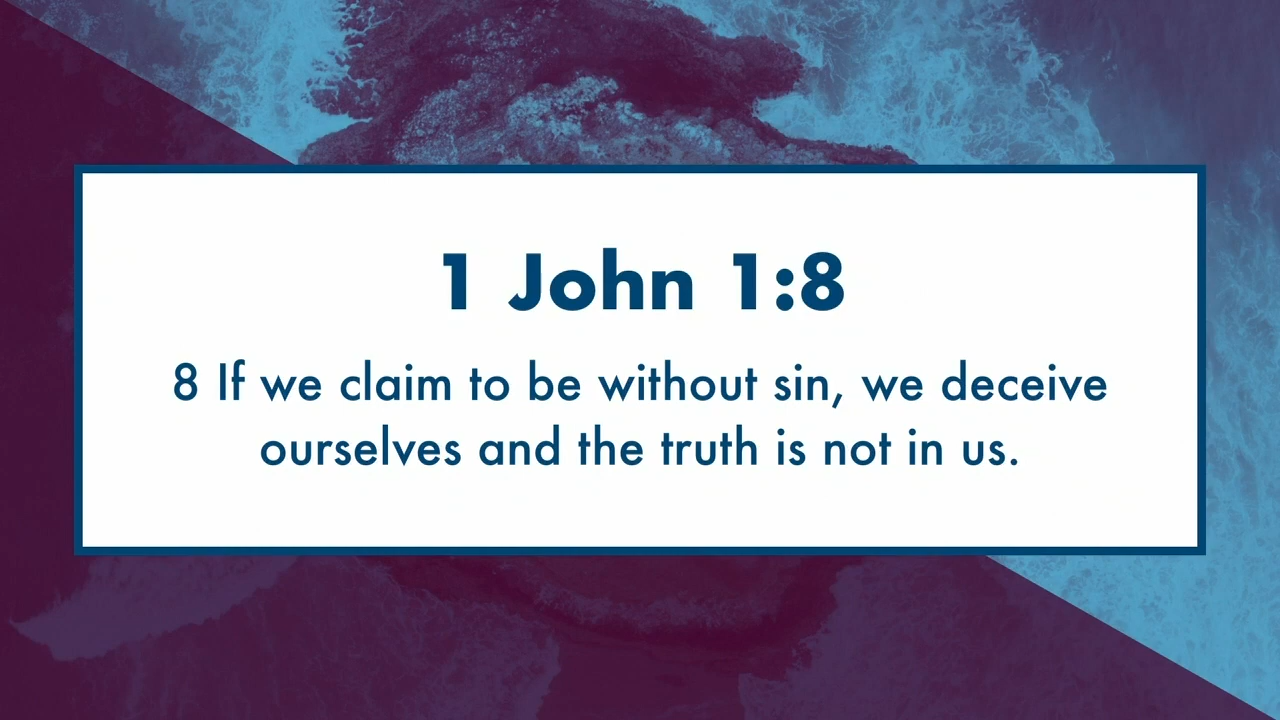 1 John 1:8
8 If we claim to be without sin, we deceive
ourselves and the truth is not in us.